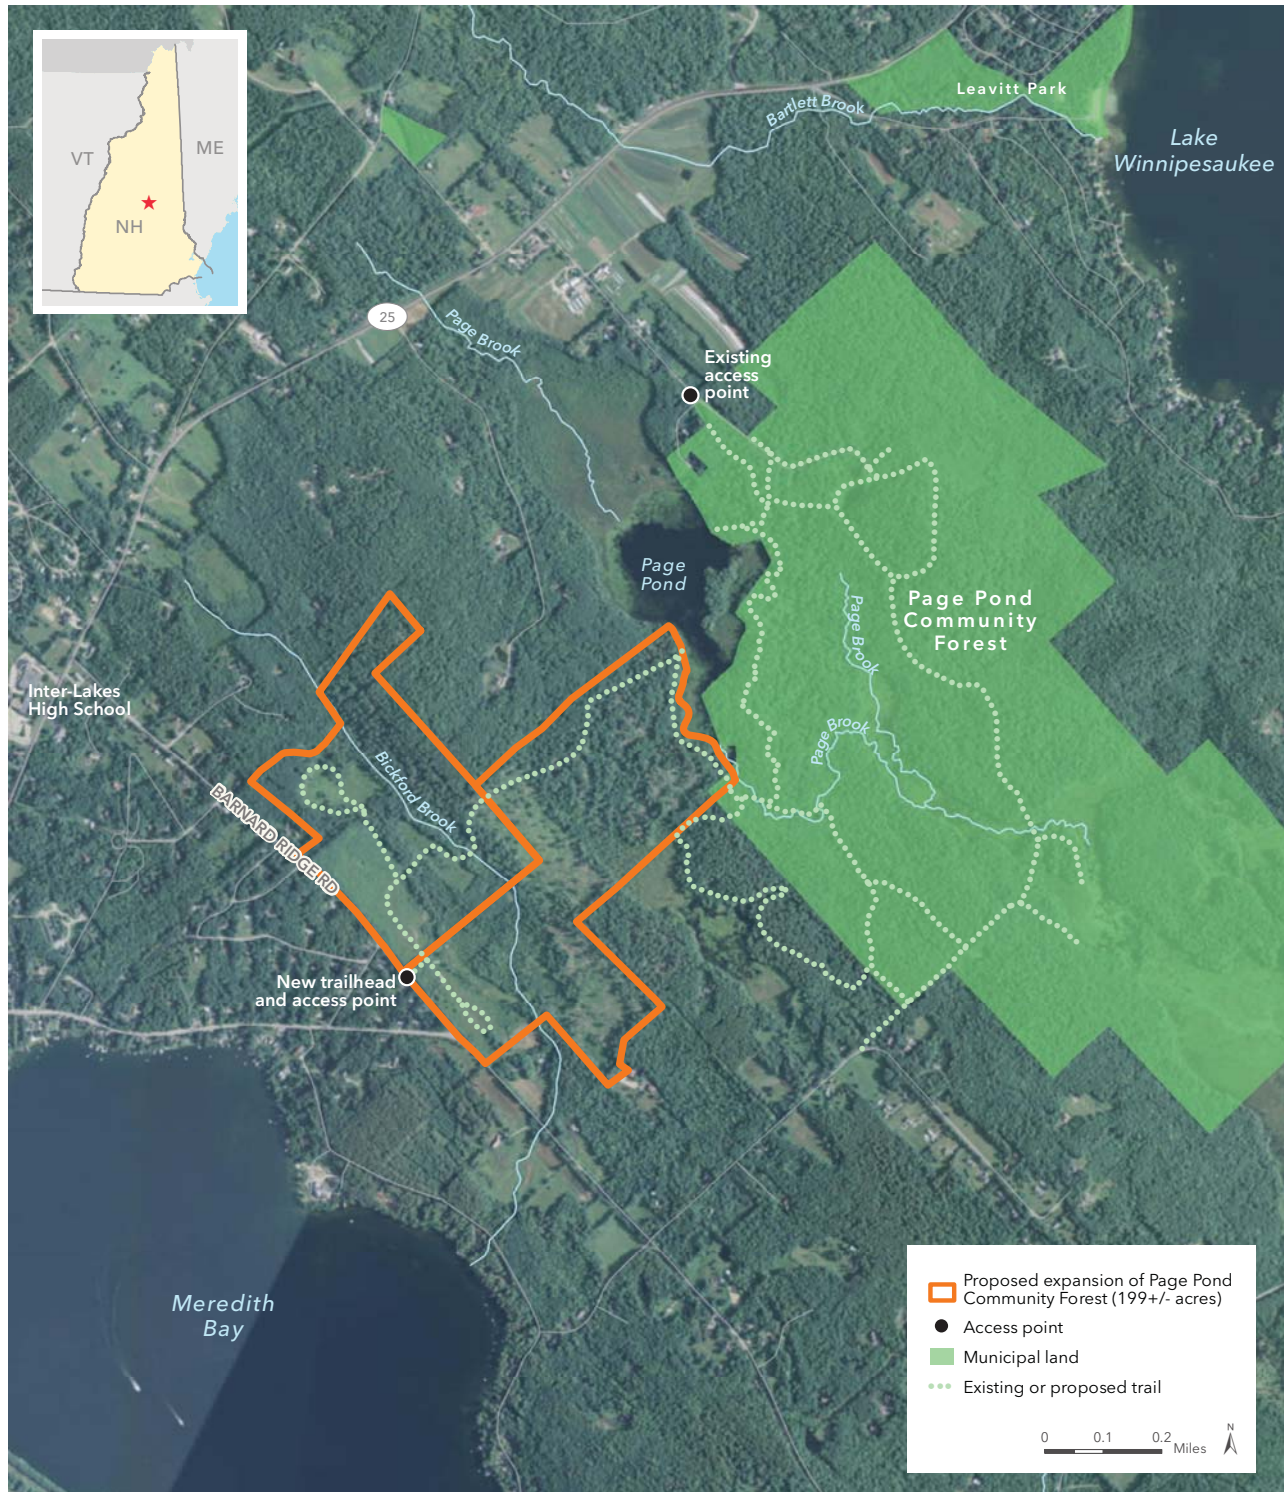 VT
ME
NH
25
Bartlett Brook
Leavitt Park
Lake
Winnipesaukee
Page Brook
Existing
access
point
Page
Pond
Page Pond
Community
Forest
Page Brook
Page Brook
Inter-Lakes
High School
Bickford Brook
BARNARD RIDGE RD
New trailhead
and access point
Meredith
Bay
Proposed expansion of Page Pond
Community Forest (199+/- acres)
Access point
Municipal land
Existing or proposed trail
0 0.1 0.2
Miles
N